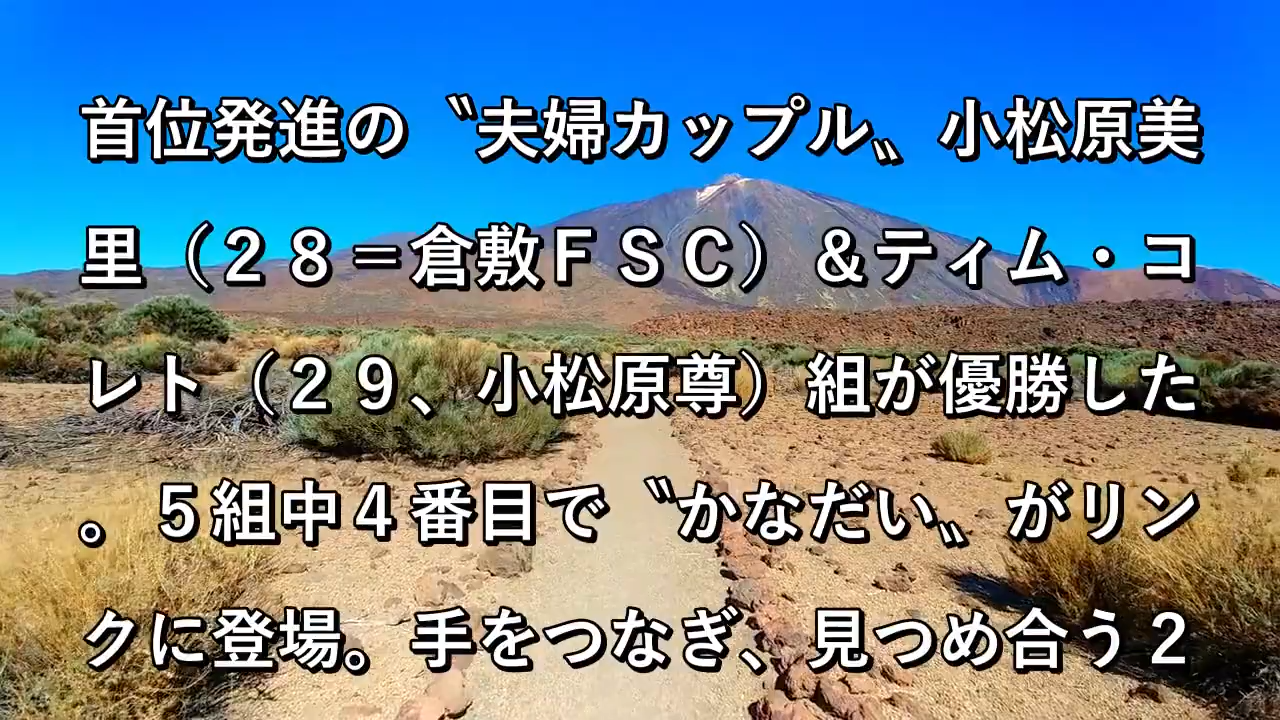 首位発進の〝夫婦カップル〟小松原美
里（２８＝倉敷ＦＳＣ）＆ティム・コ
レト（２９、小松原尊）組が優勝した
。５組中４番目で〝かなだい〟がリン
クに登場。手をつなぎ、見つめ合う２